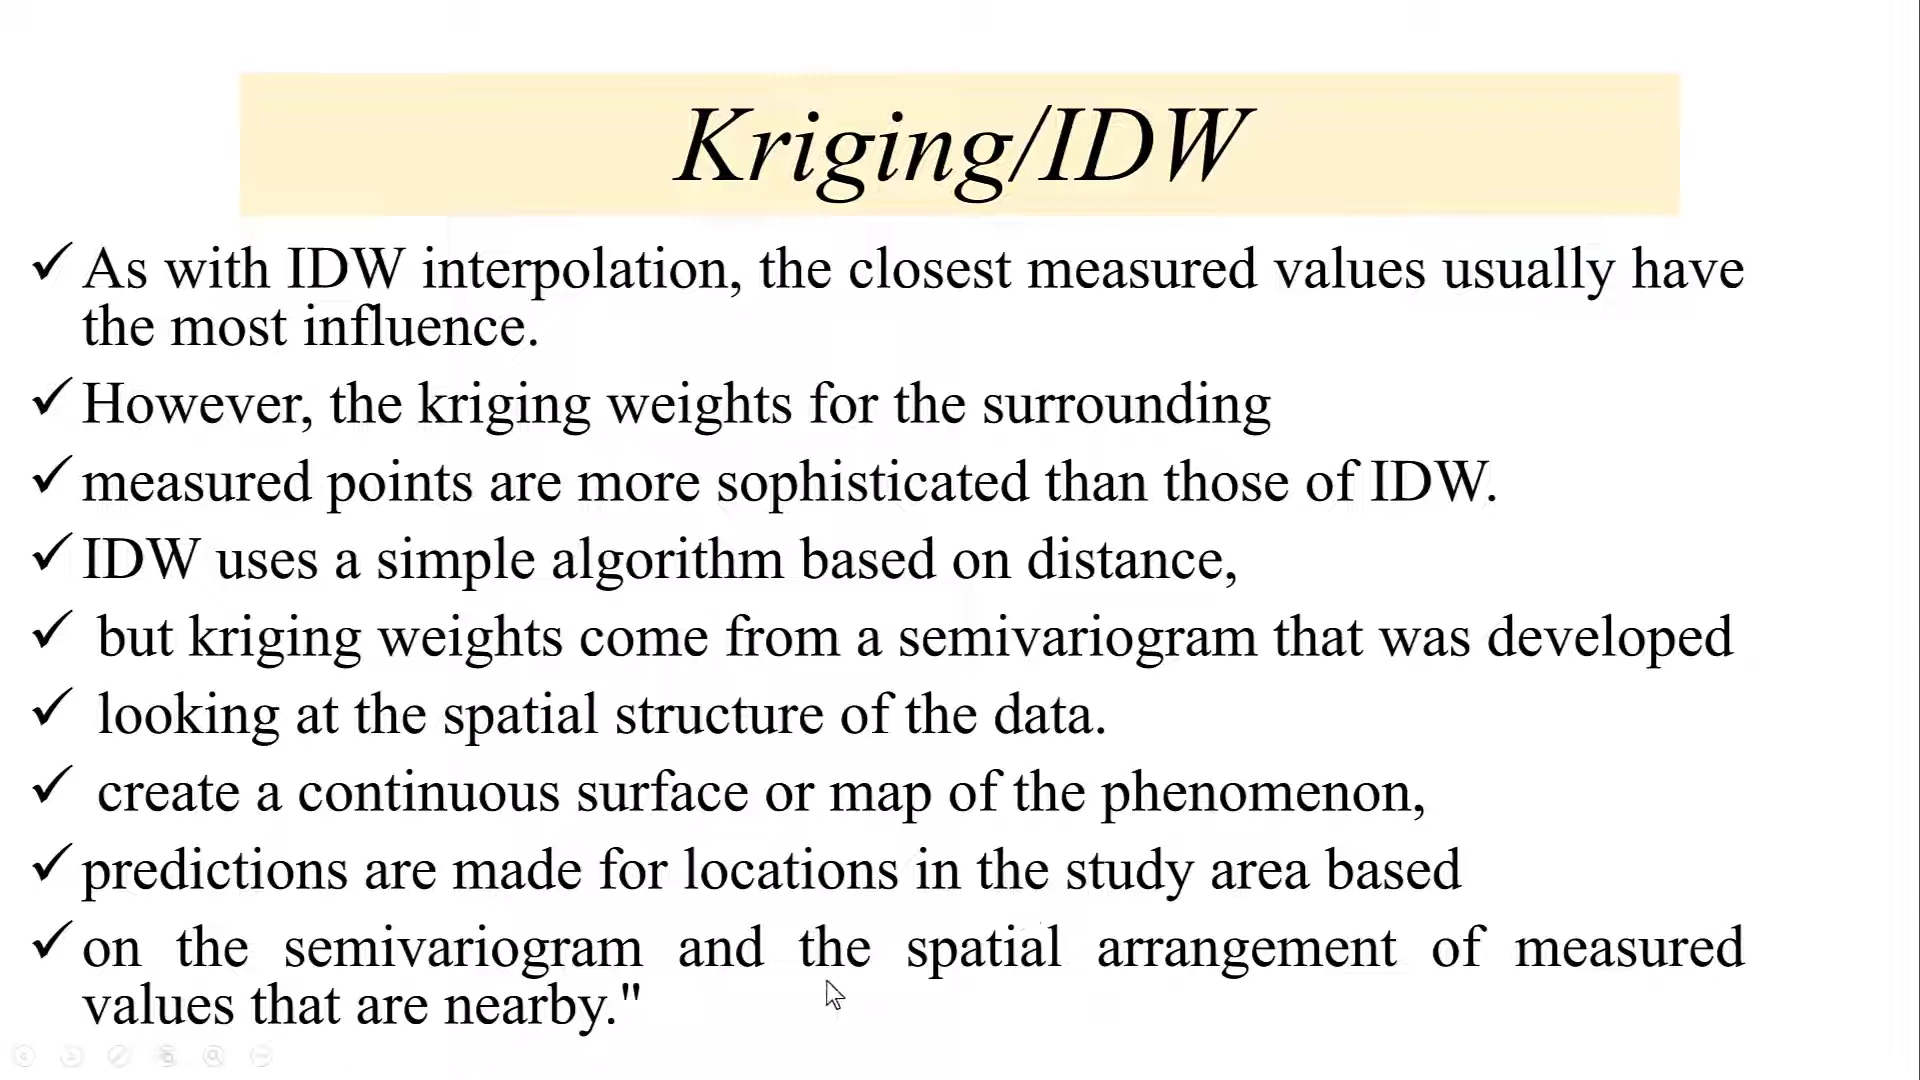 Kriging/IDW
✓ As with IDW interpolation, the closest measured values usually have
the most influence.
✓ However, the kriging weights for the surrounding
✓ measured points are more sophisticated than those of IDW.
✓ IDW uses a simple algorithm based on distance,
✓ but kriging weights come from a semivariogram that was developed
✓ looking at the spatial structure of the data.
✓ create a continuous surface or map of the phenomenon,
✓ predictions are made for locations in the study area based
✓ on the semivariogram and the spatial arrangement of measured
values that are nearby."